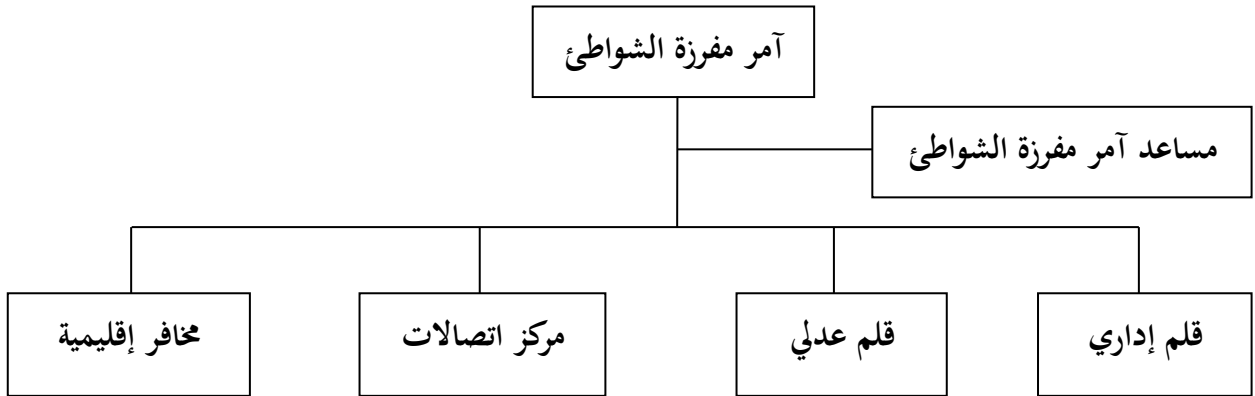 آمر مفرزة الشواطئ
مساعد آمر مفرزة الشواطئ
قلم إداري
قلم عدلي
مركز اتصالات
مخافر إقليمية